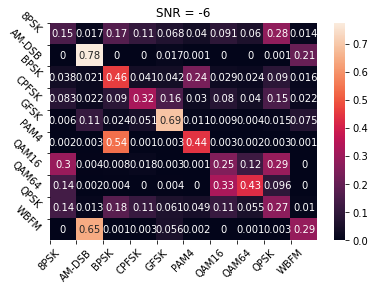 SNR = -6
8PSK 0.15 0.017 0.17 0.11 0.068 0.04 0.091 0.06 0.28 0.014
AM-DSB 0 0.78 0 0 0.017 0.001 0 0 0.001 0.21
BPSK 0.038 0.021 0.46 0.041 0.042 0.24 0.029 0.024 0.09 0.016
CPFSK 0.083 0.022 0.09 0.32 0.16 0.03 0.08 0.04 0.15 0.022
GFSK 0.006 0.11 0.024 0.051 0.69 0.011 0.009 0.004 0.015 0.075
PAM4 0.002 0.003 0.54 0.001 0 0.44 0.003 0.002 0.003 0.001
QAM16 0.3 0.004 0.008 0.018 0.003 0.001 0.25 0.12 0.29 0
QAM64 0.14 0.002 0.004 0 0.004 0 0.33 0.43 0.096 0
QPSK 0.14 0.013 0.18 0.11 0.061 0.049 0.11 0.055 0.27 0.01
WBFM 0 0.65 0.003 0.003 0.056 0.002 0 0.001 0.003 0.29
8PSK AM-DSB BPSK CPFSK GFSK PAM4 QAM16 QAM64 QPSK WBFM
0.7
0.6
0.5
0.4
0.3
0.2
0.1
0.0